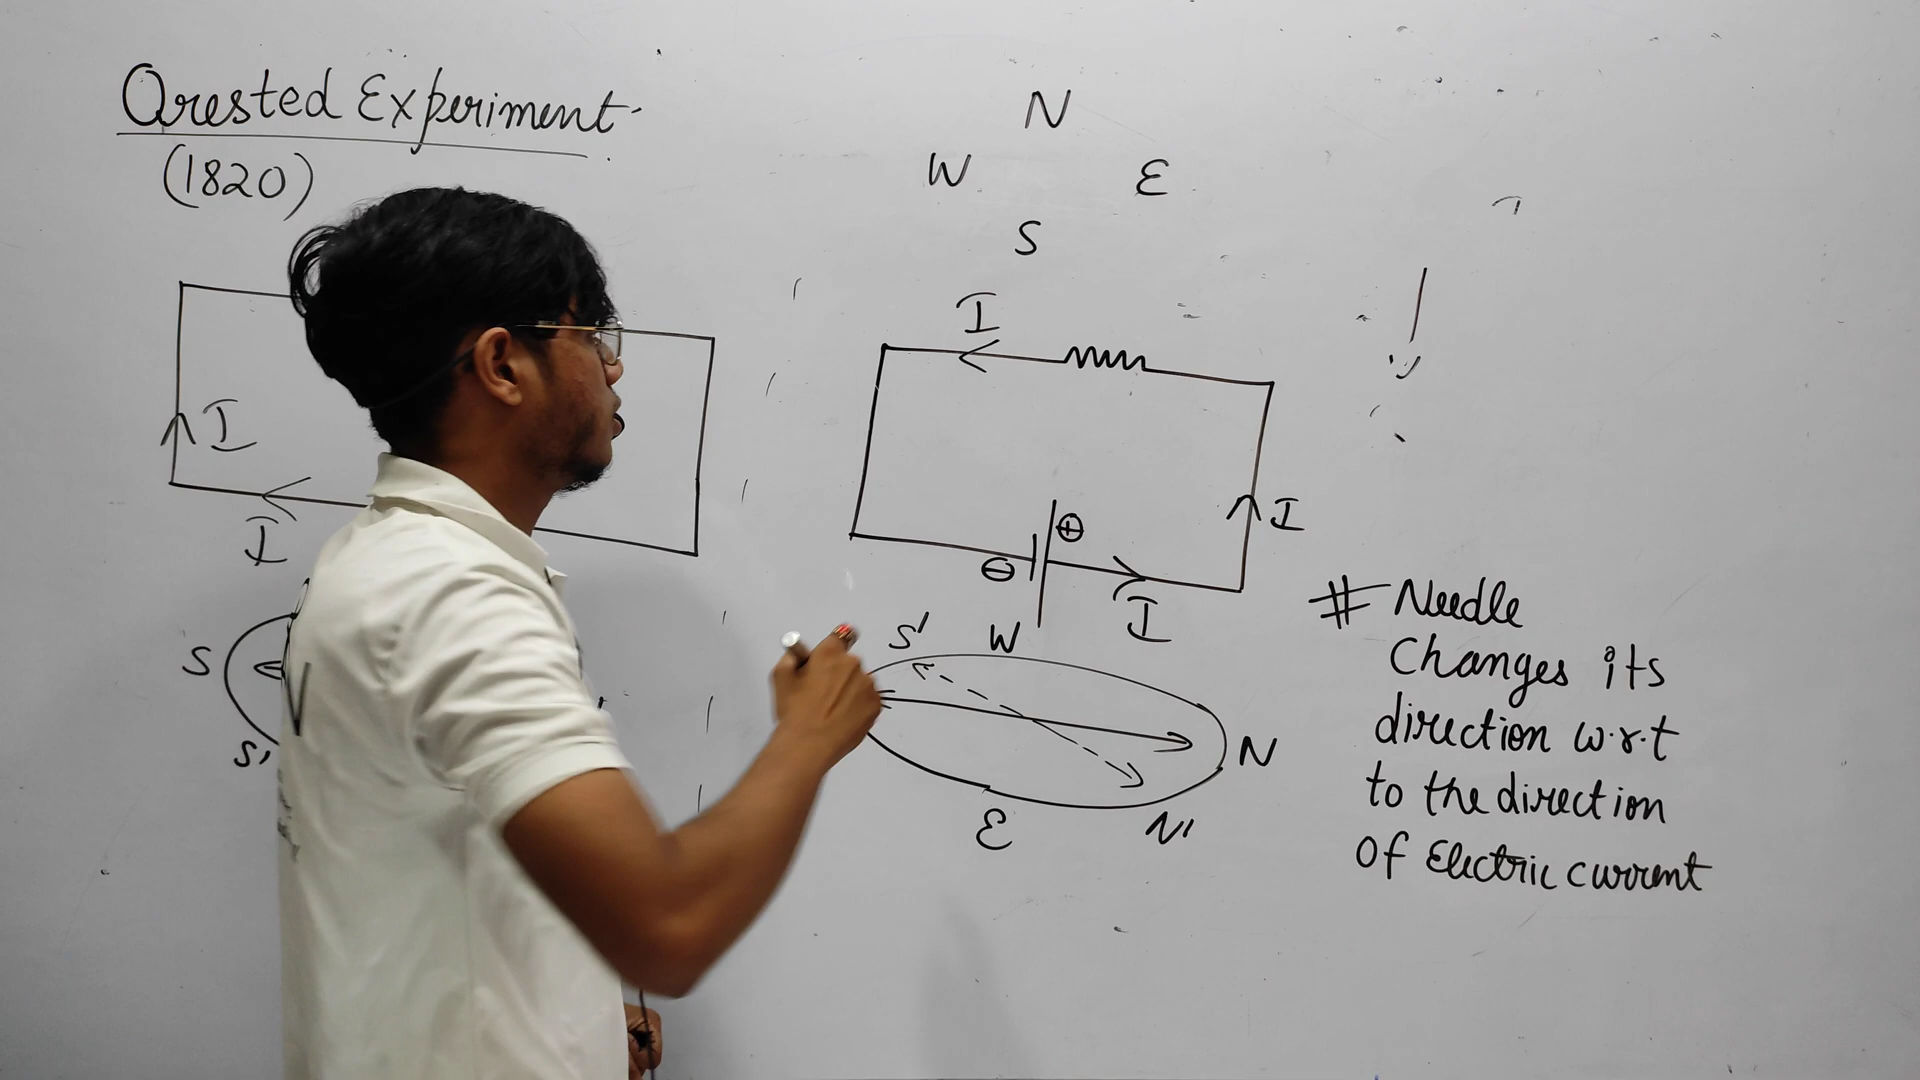 Orested Experiment
(1820)
N
W E
S
I
I
S
S'
I
⊕
⊖
I
I
S' W
N
E
N'
# Needle
Changes its
direction w.r.t
to the direction
Of Electric current